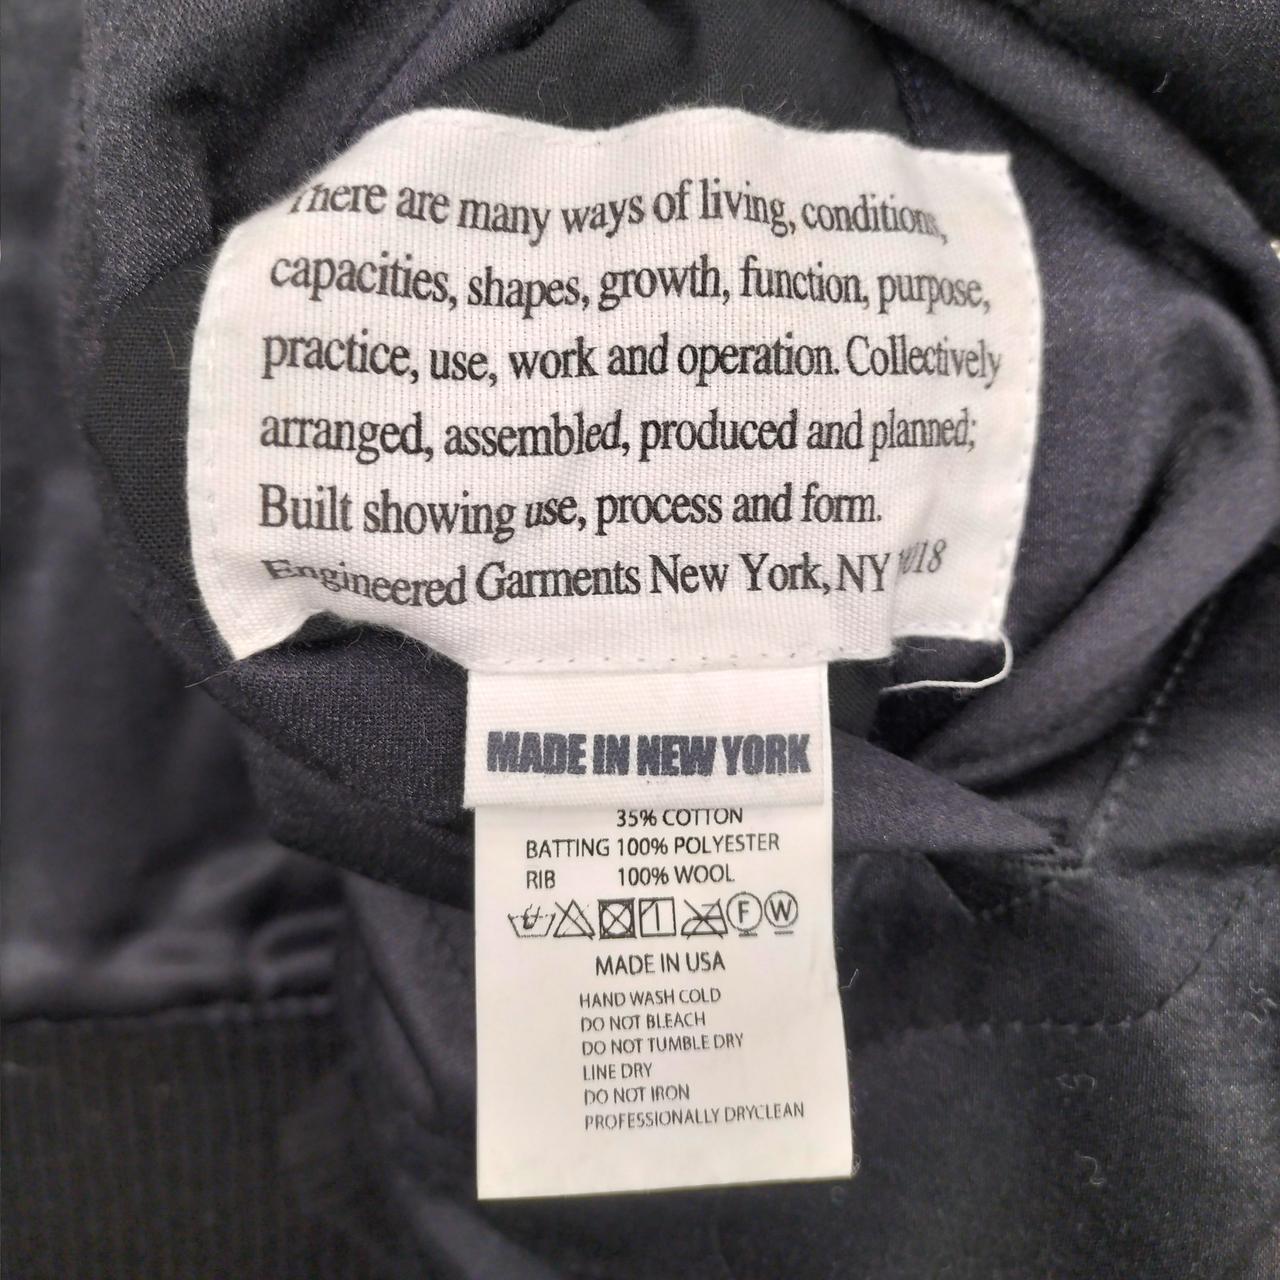 There are many ways of living, conditions,
capacities, shapes, growth, function, purpose,
practice, use, work and operation. Collectively
arranged, assembled, produced and planned;
Built showing use, process and form.
Engineered Garments New York, NY
MADE IN NEW YORK
35% COTTON
BATTING 100% POLYESTER
RIB 100% WOOL
F W
MADE IN USA
HAND WASH COLD
DO NOT BLEACH
DO NOT TUMBLE DRY
LINE DRY
DO NOT IRON
PROFESSIONALLY DRYCLEAN